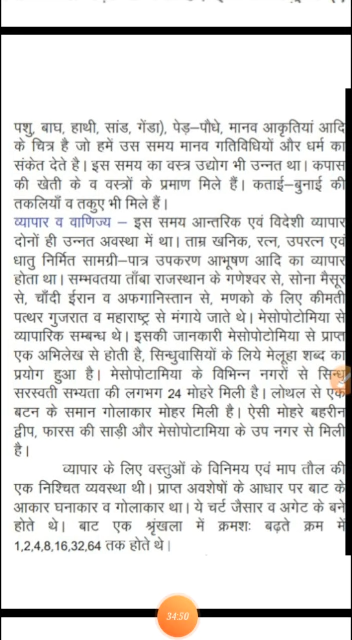 पशु, बाघ, हाथी, सांड, गेंडा), पेड़–पौधे, मानव आकृतियां आदि
के चित्र है जो हमें उस समय मानव गतिविधियों और धर्म का
संकेत देते है। इस समय का वस्त्र उद्योग भी उन्नत था। कपास
की खेती के व वस्त्रों के प्रमाण मिले हैं। कताई–बुनाई की
तकलियाँ व तकुए भी मिले हैं।
व्यापार व वाणिज्य – इस समय आन्तरिक एवं विदेशी व्यापार
दोनों ही उन्नत अवस्था में था। ताम्र खनिक, रत्न, उपरत्न एवं
धातु निर्मित सामग्री–पात्र उपकरण आभूषण आदि का व्यापार
होता था। सम्भवतया ताँबा राजस्थान के गणेश्वर से, सोना मैसूर
से, चाँदी ईरान व अफगानिस्तान से, मणको के लिए कीमती
पत्थर गुजरात व महाराष्ट्र से मंगाये जाते थे। मेसोपोटोमिया से
व्यापारिक सम्बन्ध थे। इसकी जानकारी मेसोपोटामिया से प्राप्त
एक अभिलेख से होती है, सिन्धुवासियों के लिये मेलूहा शब्द का
प्रयोग हुआ है। मेसोपाटामिया के विभिन्न नगरों से सिन्धु
सरस्वती सभ्यता की लगभग 24 मोहरे मिली है। लोथल से एक
बटन के समान गोलाकार मोहर मिली है। ऐसी मोहरे बहरीन
द्वीप, फारस की साड़ी और मेसोपाटामिया के उप नगर से मिली
है।
व्यापार के लिए वस्तुओं के विनिमय एवं माप तौल की
एक निश्चित व्यवस्था थी। प्राप्त अवशेषों के आधार पर बाट के
आकार घनाकार व गोलाकार था। ये चर्ट जैसार व अगेट के बने
होते थे। बाट एक श्रृंखला में क्रमशः बढ़ते क्रम में
1,2,4,8,16,32,64 तक होते थे।
34:50